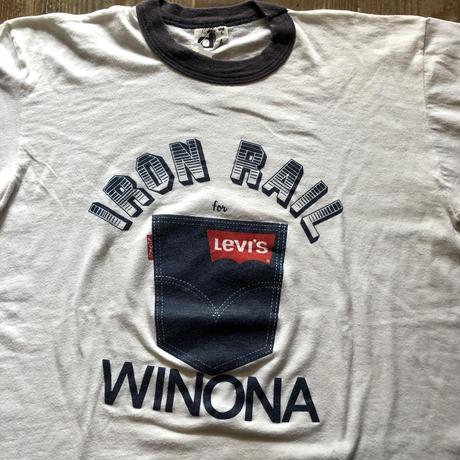 IRON RAIL
for
LEVI'S
WINONA